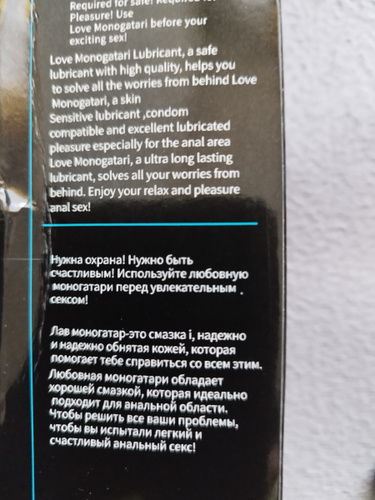 Required for safe! Required for
Pleasure! Use
Love Monogatari before your
exciting sex!
Love Monogatari Lubricant, a safe
lubricant with high quality, helps you
to solve all the worries from behind Love
Monogatari, a skin
Sensitive lubricant ,condom
compatible and excellent lubricated
pleasure especially for the anal area
Love Monogatari, a ultra long lasting
lubricant, solves all your worries from
behind. Enjoy your relax and pleasure
anal sex!
Нужна охрана! Нужно быть
счастливым! Используйте любовную
моногатари перед увлекательным .
сексом!
Лав моногатар-это смазка i, надежно
и надежно обнятая кожей, которая
помогает тебе справиться со всем этим.
Любовная моногатари обладает
хорошей смазкой, которая идеально
подходит для анальной области.
Чтобы решить все ваши проблемы,
чтобы вы испытали легкий и
счастливый анальный секс!